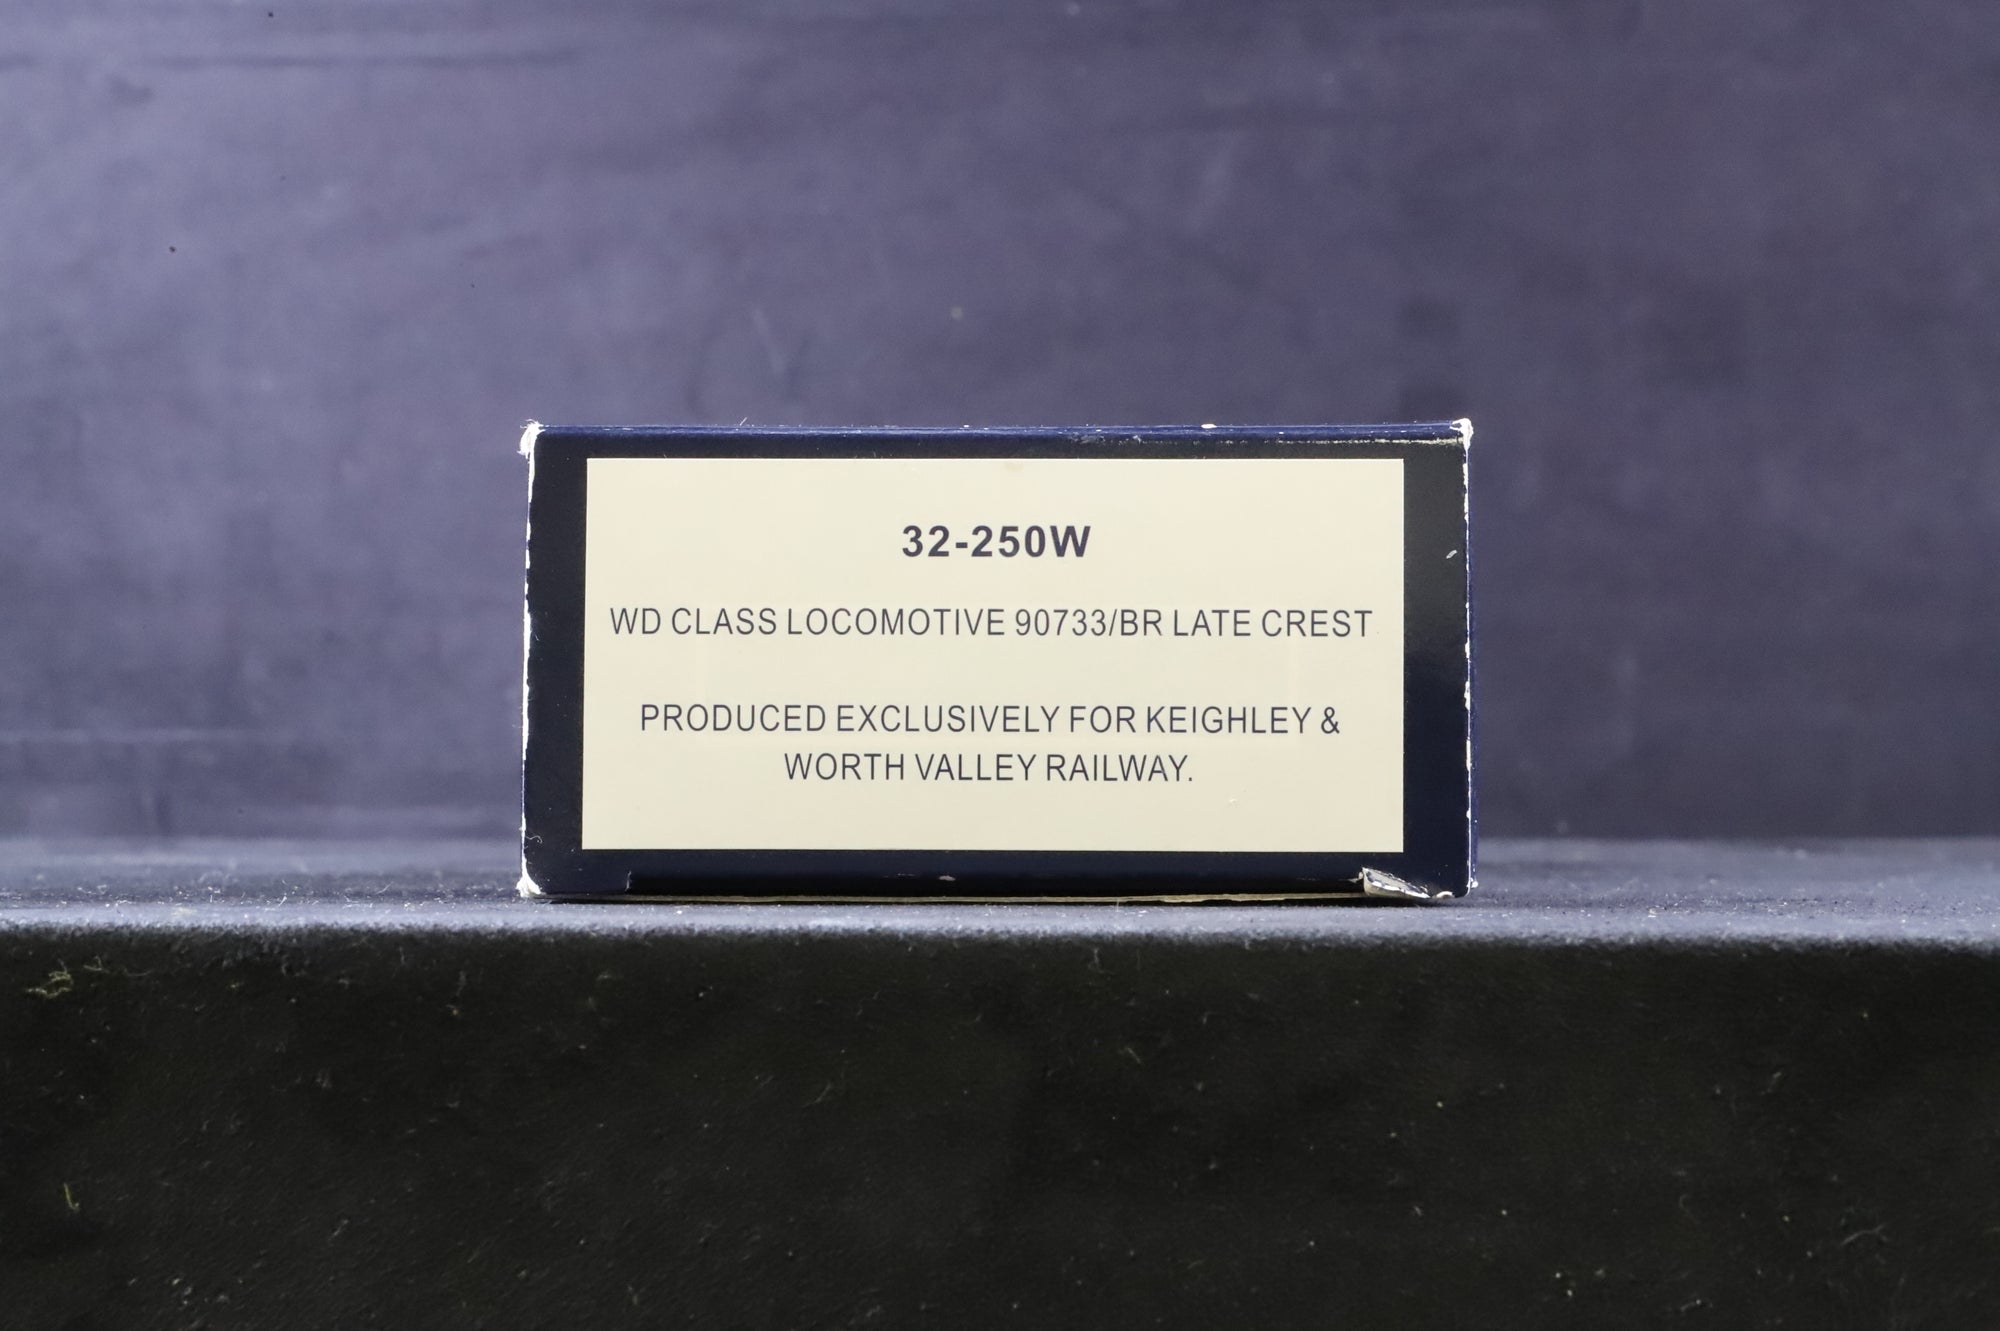 32-250W
WD CLASS LOCOMOTIVE 90733/BR LATE CREST
PRODUCED EXCLUSIVELY FOR KEIGHLEY &
WORTH VALLEY RAILWAY.